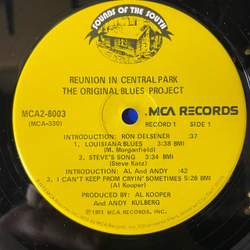 SOUNDS OF THE SOUTH
REUNION IN CENTRAL PARK
THE ORIGINAL BLUES PROJECT
MCA2-8003
(MCA-330)
MCA RECORDS
RECORD 1 SIDE 1
INTRODUCTION: RON DELSENER :37
1. LOUISIANA BLUES 3:38 BMI
(M. Morganfield)
2. STEVE'S SONG 3:34 BMI
(Steve Katz)
INTRODUCTION: Al And ANDY :42
3. I CAN'T KEEP FROM CRYIN' SOMETIMES 5:26 BMI
(Al Kooper)
PRODUCED BY: AL KOOPER
and ANDY KULBERG
©1973 MCA RECORDS, INC.